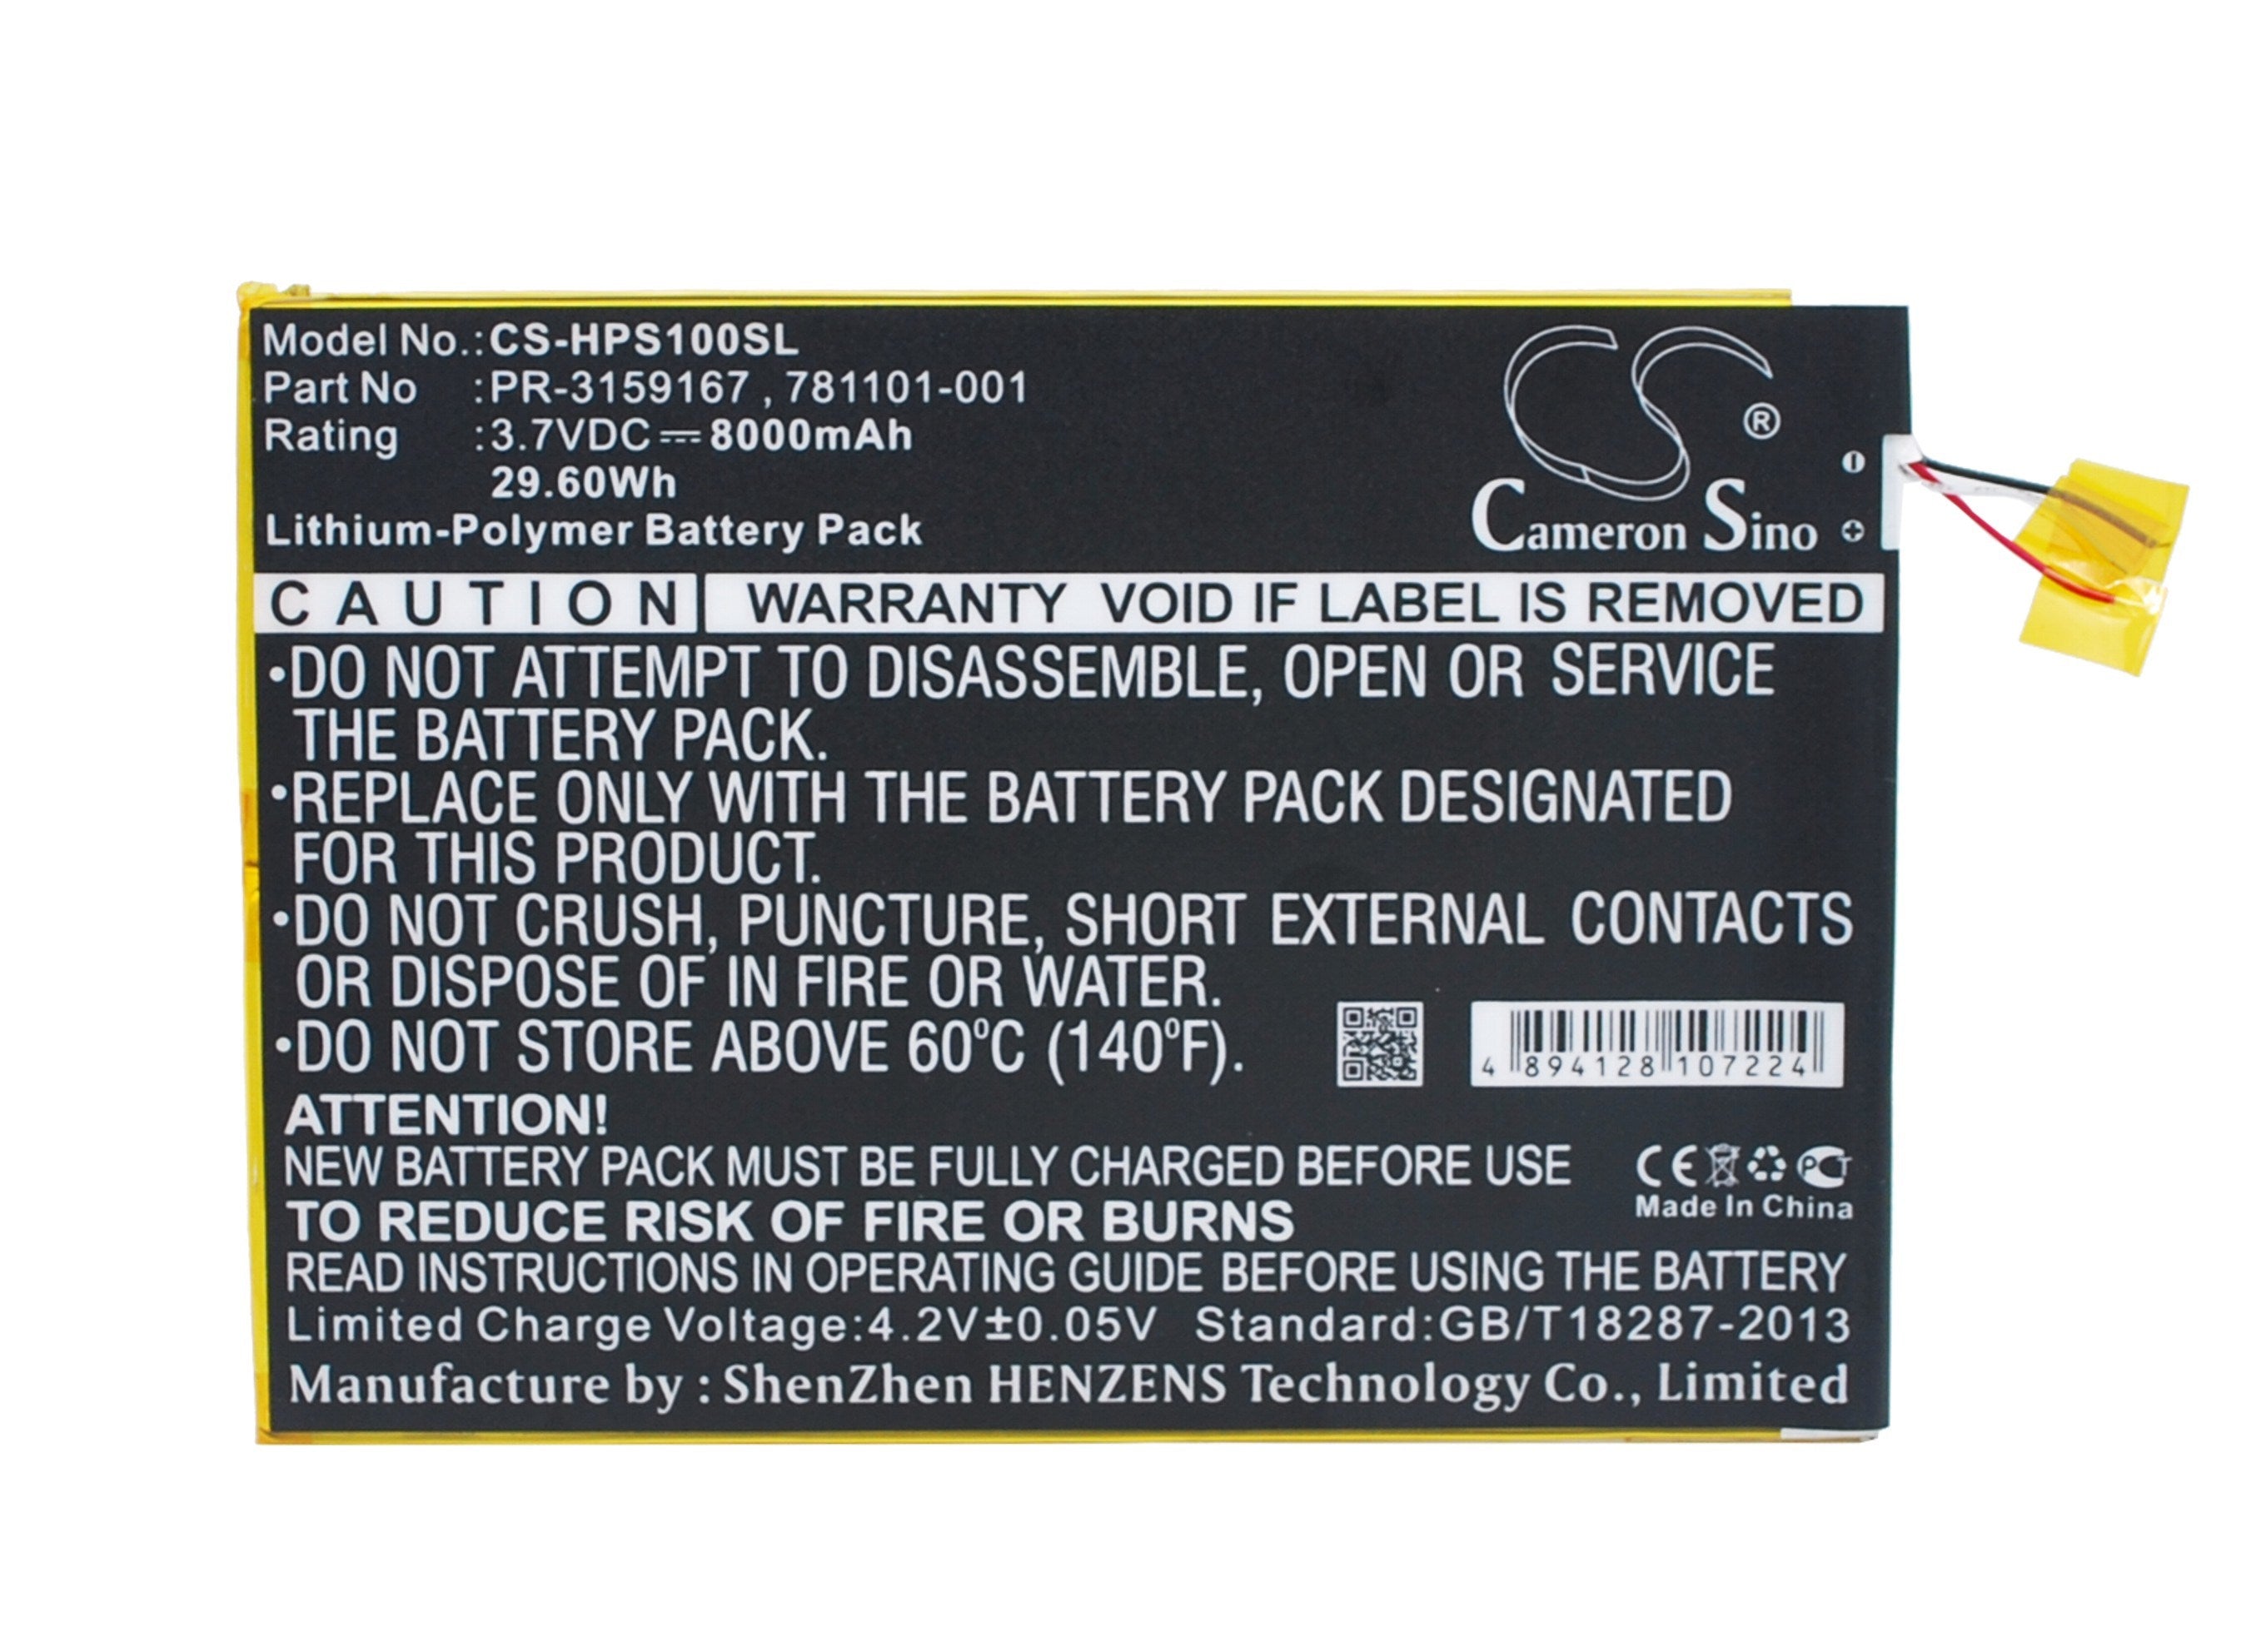 Model No.:CS-HPS100SL
Part No :PR-3159167 , 781101-001
Rating :3.7VDC⎓8000mAh
29.60Wh
Lithium-Polymer Battery Pack
CS®
Cameron Sino
CAUTION
WARRANTY VOID IF LABEL IS REMOVED
•DO NOT ATTEMPT TO DISASSEMBLE, OPEN OR SERVICE
THE BATTERY PACK.
•REPLACE ONLY WITH THE BATTERY PACK DESIGNATED
FOR THIS PRODUCT.
•DO NOT CRUSH, PUNCTURE, SHORT EXTERNAL CONTACTS
OR DISPOSE OF IN FIRE OR WATER.
•DO NOT STORE ABOVE 60°C (140°F).
4 894128 107224
ATTENTION!
NEW BATTERY PACK MUST BE FULLY CHARGED BEFORE USE
CE PCT
Made In China
TO REDUCE RISK OF FIRE OR BURNS
READ INSTRUCTIONS IN OPERATING GUIDE BEFORE USING THE BATTERY
Limited Charge Voltage:4.2V±0.05V Standard:GB/T18287-2013
Manufacture by : ShenZhen HENZENS Technology Co., Limited